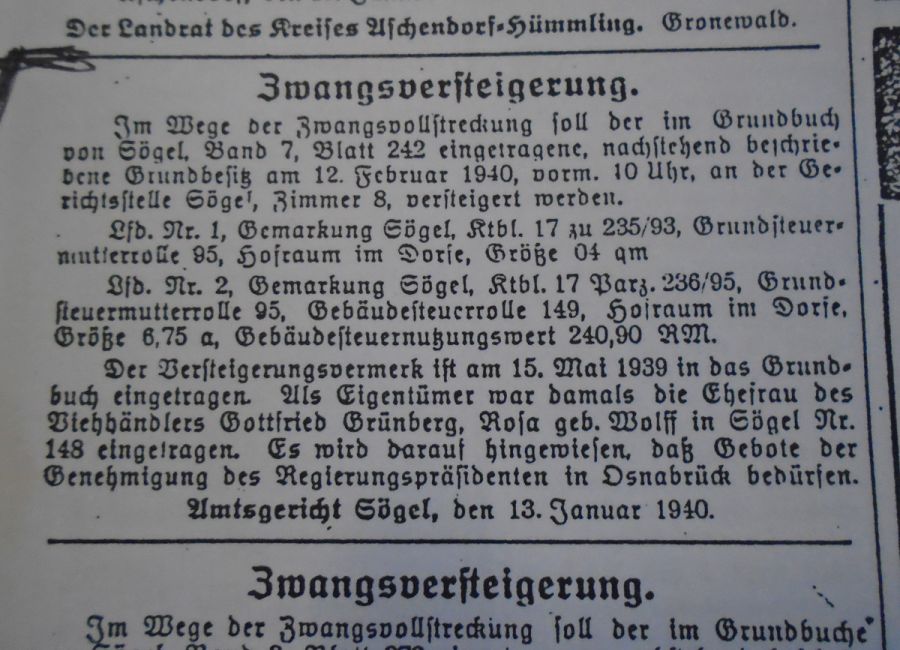 Der Landrat des Kreises Aschendorf-Hümmling. Gronewald.
Zwangsversteigerung.
Im Wege der Zwangsvollstreckung soll der im Grundbuch
von Sögel, Band 7, Blatt 242 eingetragene, nachstehend beschrie-
bene Grundbesitz am 12. Februar 1940, vorm. 10 Uhr, an der Ge-
richtsstelle Sögel, Zimmer 8, versteigert werden.
Lfd. Nr. 1, Gemarkung Sögel, Ktbl. 17 zu 235/93, Grundsteuer-
mutterrolle 95, Hofraum im Dorfe, Größe 04 qm
Lfd. Nr. 2, Gemarkung Sögel, Ktbl. 17 Parz. 236/95, Grund-
steuermutterrolle 95, Gebäudesteuerrolle 149, Hofraum im Dorfe,
Größe 6,75 a, Gebäudesteuernutzungswert 240,90 RM.
Der Versteigerungsvermerk ist am 15. Mai 1939 in das Grund-
buch eingetragen. Als Eigentümer war damals die Ehefrau des
Viehhändlers Gottfried Grünberg, Rosa geb. Wolff in Sögel Nr.
148 eingetragen. Es wird darauf hingewiesen, daß Gebote der
Genehmigung des Regierungspräsidenten in Osnabrück bedürfen.
Amtsgericht Sögel, den 13. Januar 1940.
Zwangsversteigerung.
Im Wege der Zwangsvollstreckung soll der im Grundbuche